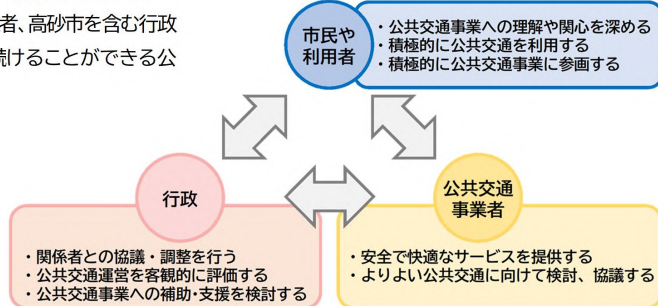 者、高砂市を含む行政
続けることができる公
市民や
利用者
・公共交通事業への理解や関心を深める
・積極的に公共交通を利用する
・積極的に公共交通事業に参画する
行政
・関係者との協議・調整を行う
・公共交通運営を客観的に評価する
・公共交通事業への補助・支援を検討する
公共交通
事業者
・安全で快適なサービスを提供する
・よりよい公共交通に向けて検討、協議する